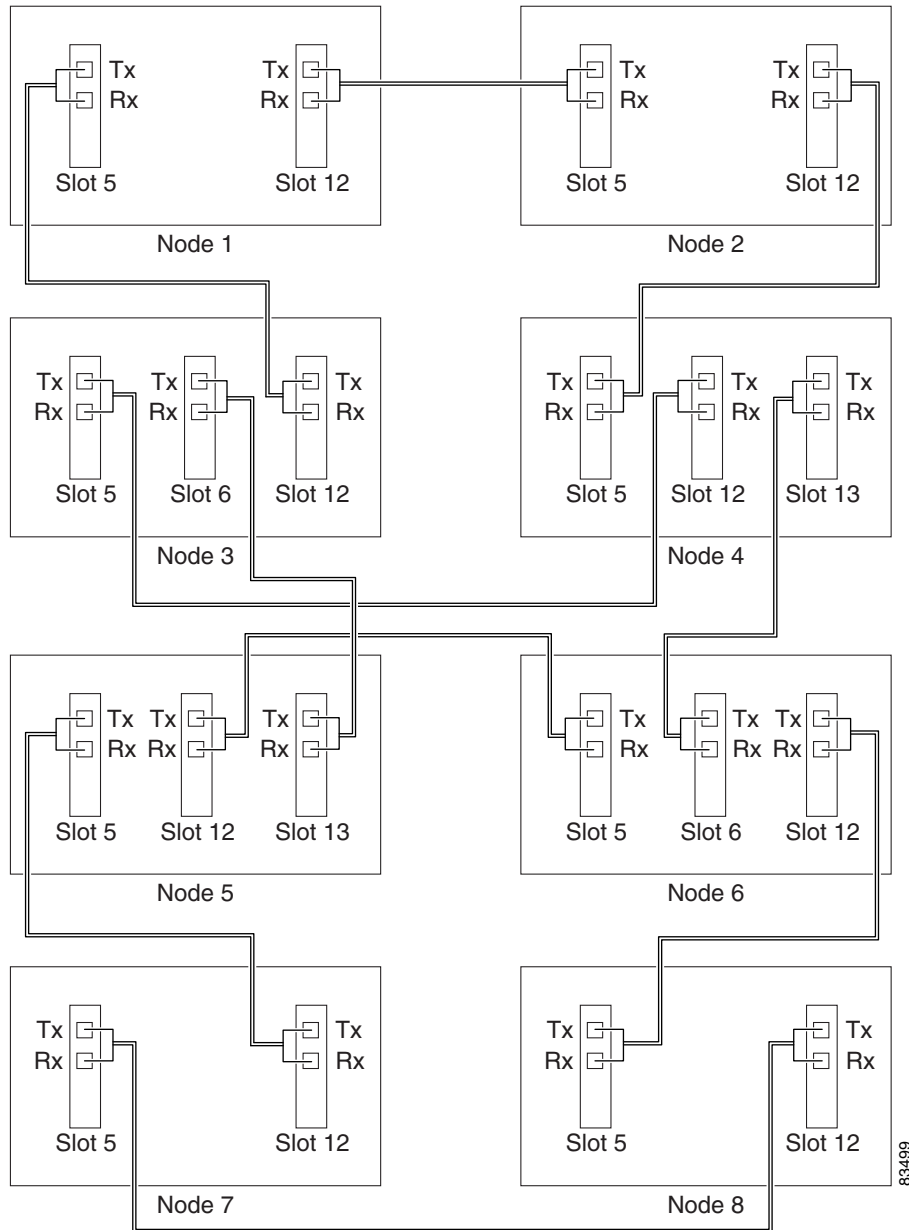 Tx Tx Tx Tx
Rx Rx Rx Rx
Slot 5 Slot 12 Slot 5 Slot 12
Node 1 Node 2
Tx Tx Tx Tx Tx Tx
Rx Rx Rx Rx Rx Rx
Slot 5 Slot 6 Slot 12 Slot 5 Slot 12 Slot 13
Node 3 Node 4
Tx Tx Tx Tx Tx Tx
Rx Rx Rx Rx Rx Rx
Slot 5 Slot 12 Slot 13 Slot 5 Slot 6 Slot 12
Node 5 Node 6
Tx Tx Tx Tx
Rx Rx Rx Rx
Slot 5 Slot 12 Slot 5 Slot 12
Node 7 Node 8
83499